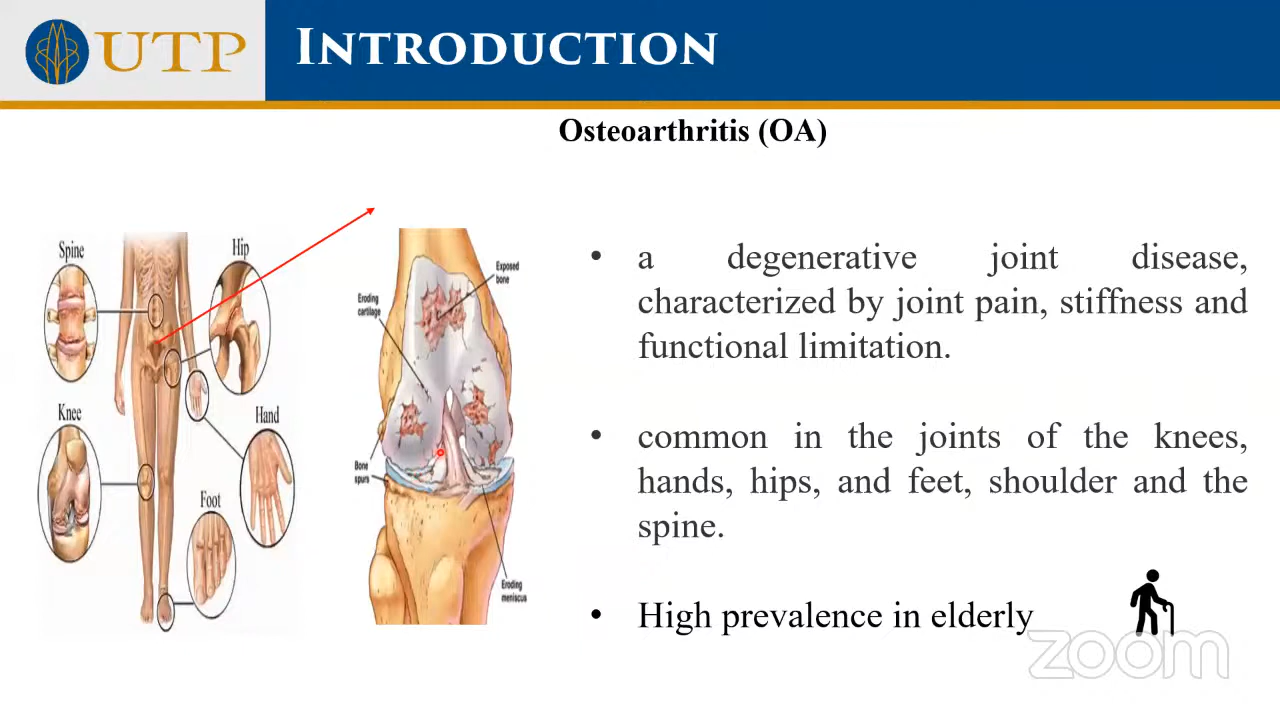 UTP
INTRODUCTION
Osteoarthritis (OA)
Spine
Hip
Knee
Hand
Foot
Exposed
bone
Eroding
cartilage
Bone
spurs
Eroding
meniscus
• a degenerative joint disease,
characterized by joint pain, stiffness and
functional limitation.
• common in the joints of the knees,
hands, hips, and feet, shoulder and the
spine.
• High prevalence in elderly
zoom